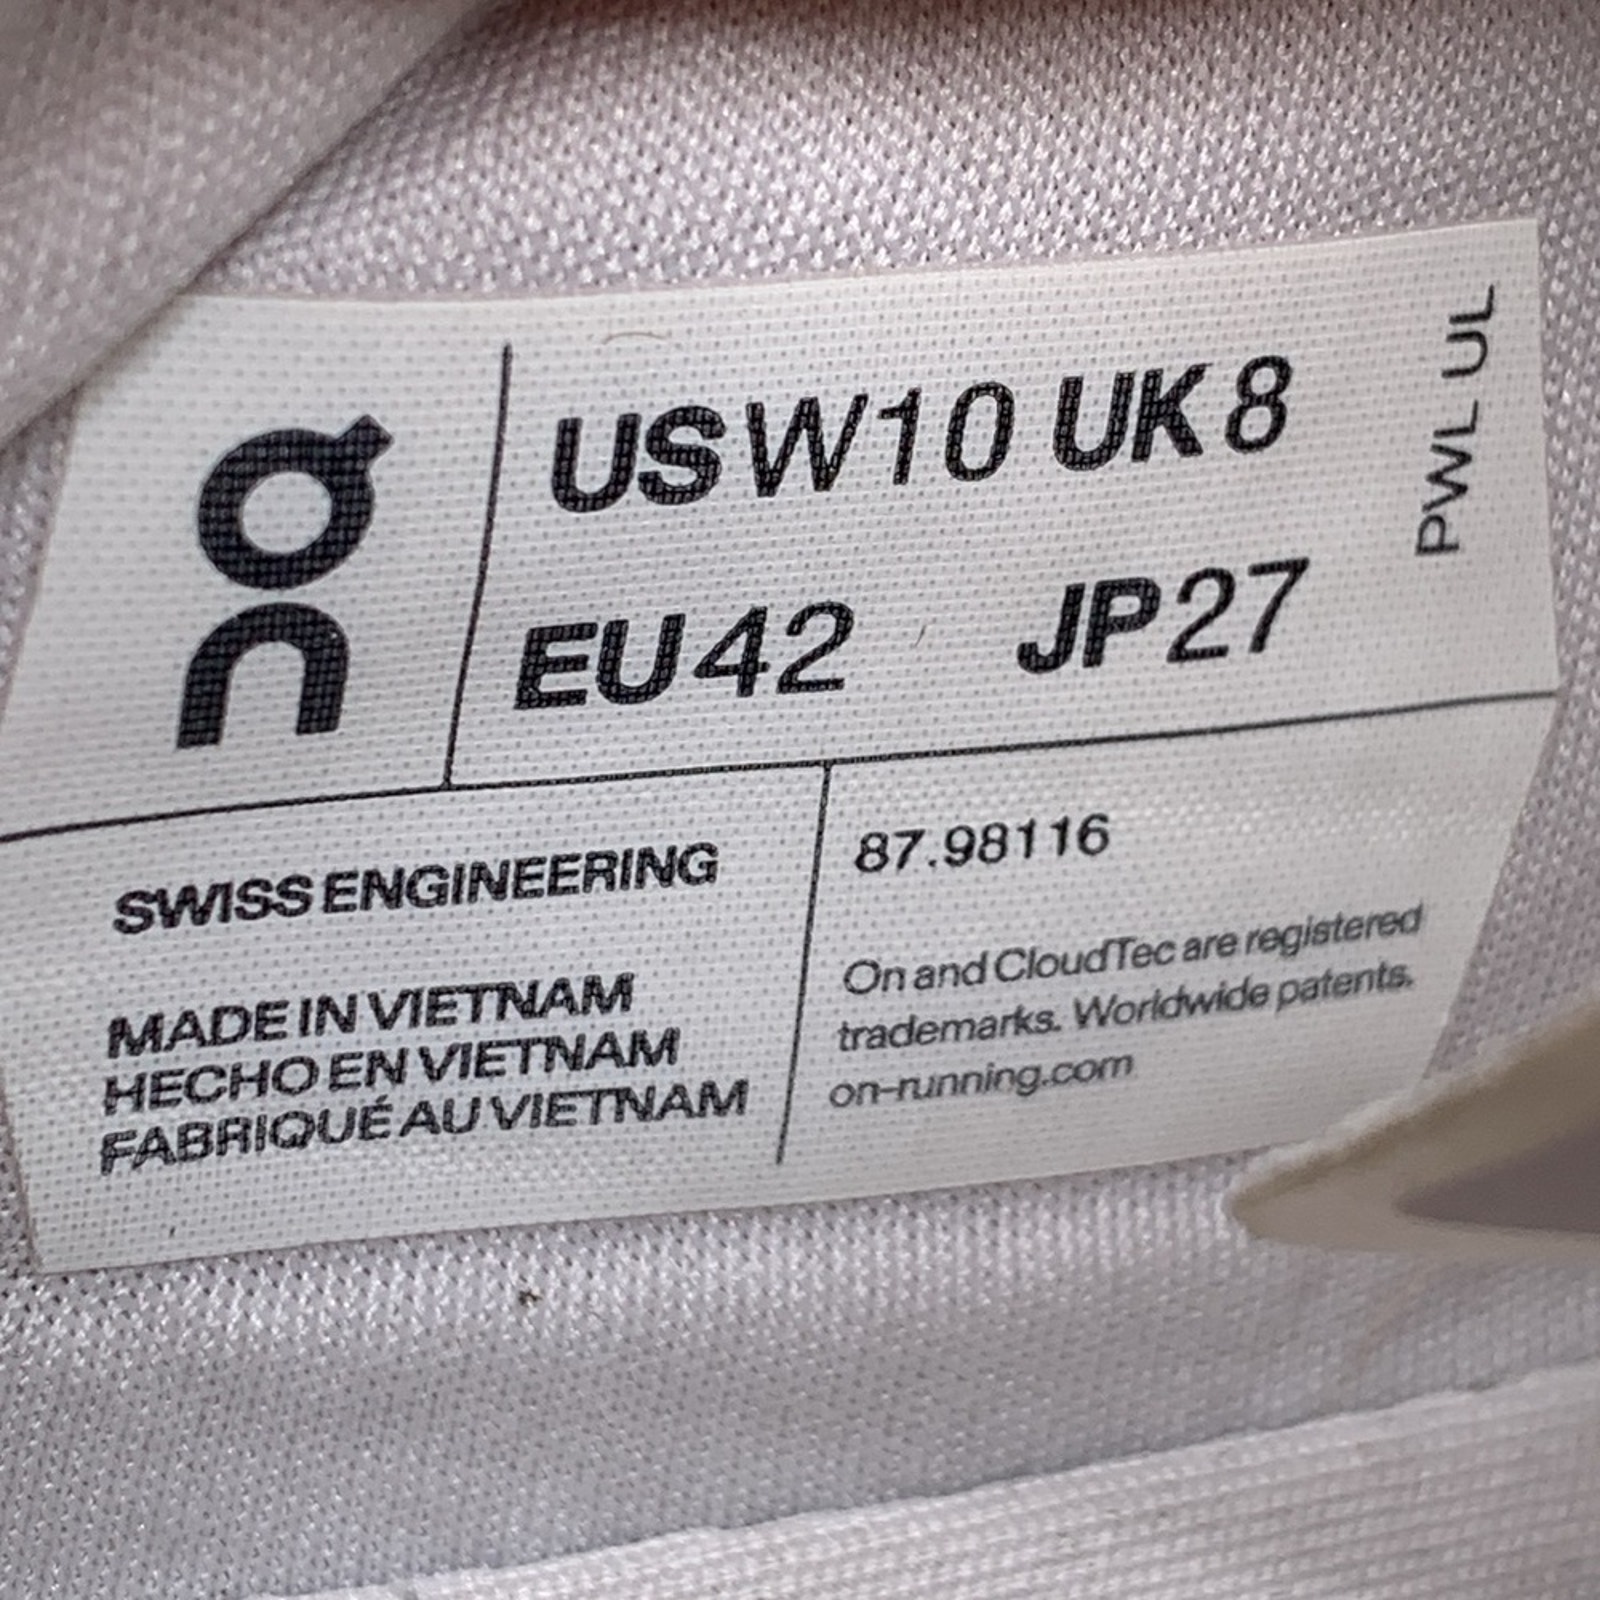 On
US W10 UK 8
EU 42 JP 27
PWL UL
SWISS ENGINEERING
MADE IN VIETNAM
HECHO EN VIETNAM
FABRIQUÉ AU VIETNAM
87.98116
On and CloudTec are registered
trademarks. Worldwide patents.
on-running.com